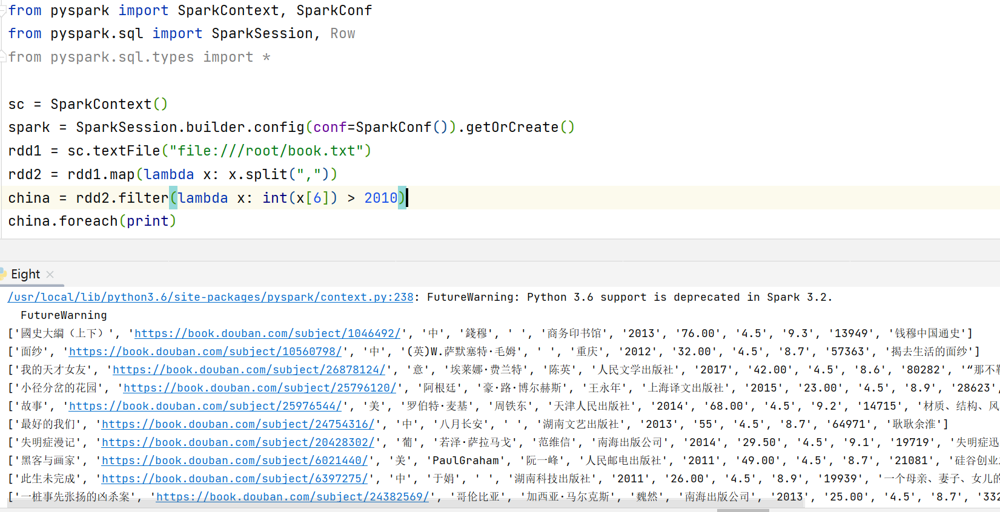 from pyspark import SparkContext, SparkConf
from pyspark.sql import SparkSession, Row
from pyspark.sql.types import *
sc = SparkContext()
spark = SparkSession.builder.config(conf=SparkConf()).getOrCreate()
rdd1 = sc.textFile("file:///root/book.txt")
rdd2 = rdd1.map(lambda x: x.split(","))
china = rdd2.filter(lambda x: int(x[6]) > 2010)
china.foreach(print)
Eight
/usr/local/lib/python3.6/site-packages/pyspark/context.py:238: FutureWarning: Python 3.6 support is deprecated in Spark 3.2.
FutureWarning
['國史大綱（上下）', 'https://book.douban.com/subject/1046492/', '中', '錢穆', ' ', '商务印书馆', '2013', '76.00', '4.5', '9.3', '13949', '钱穆中国通史']
['面纱', 'https://book.douban.com/subject/10560798/', '中', '(英)W.萨默塞特·毛姆', ' ', '重庆', '2012', '32.00', '4.5', '8.7', '57363', '揭去生活的面纱']
['我的天才女友', 'https://book.douban.com/subject/26878124/', '意', '埃莱娜·费兰特', '陈英', '人民文学出版社', '2017', '42.00', '4.5', '8.6', '80282', '“那不勒
['小径分岔的花园', 'https://book.douban.com/subject/25796120/', '阿根廷', '豪·路·博尔赫斯', '王永年', '上海译文出版社', '2015', '23.00', '4.5', '8.9', '28623',
['故事', 'https://book.douban.com/subject/25976544/', '美', '罗伯特·麦基', '周铁东', '天津人民出版社', '2014', '68.00', '4.5', '9.2', '14715', '材质、结构、风
['最好的我们', 'https://book.douban.com/subject/24754316/', '中', '八月长安', ' ', '湖南文艺出版社', '2013', '55', '4.5', '8.7', '64971', '耿耿余淮']
['失明症漫记', 'https://book.douban.com/subject/20428302/', '葡', '若泽·萨拉马戈', '范维信', '南海出版公司', '2014', '29.50', '4.5', '9.1', '19719', '失明症迅
['黑客与画家', 'https://book.douban.com/subject/6021440/', '美', 'PaulGraham', '阮一峰', '人民邮电出版社', '2011', '49.00', '4.5', '8.7', '21081', '硅谷创业
['此生未完成', 'https://book.douban.com/subject/6397275/', '中', '于娟', ' ', '湖南科技出版社', '2011', '26.00', '4.5', '8.9', '19939', '一个母亲、妻子、女儿的
['一桩事先张扬的凶杀案', 'https://book.douban.com/subject/24382569/', '哥伦比亚', '加西亚·马尔克斯', '魏然', '南海出版公司', '2013', '25.00', '4.5', '8.7', '332